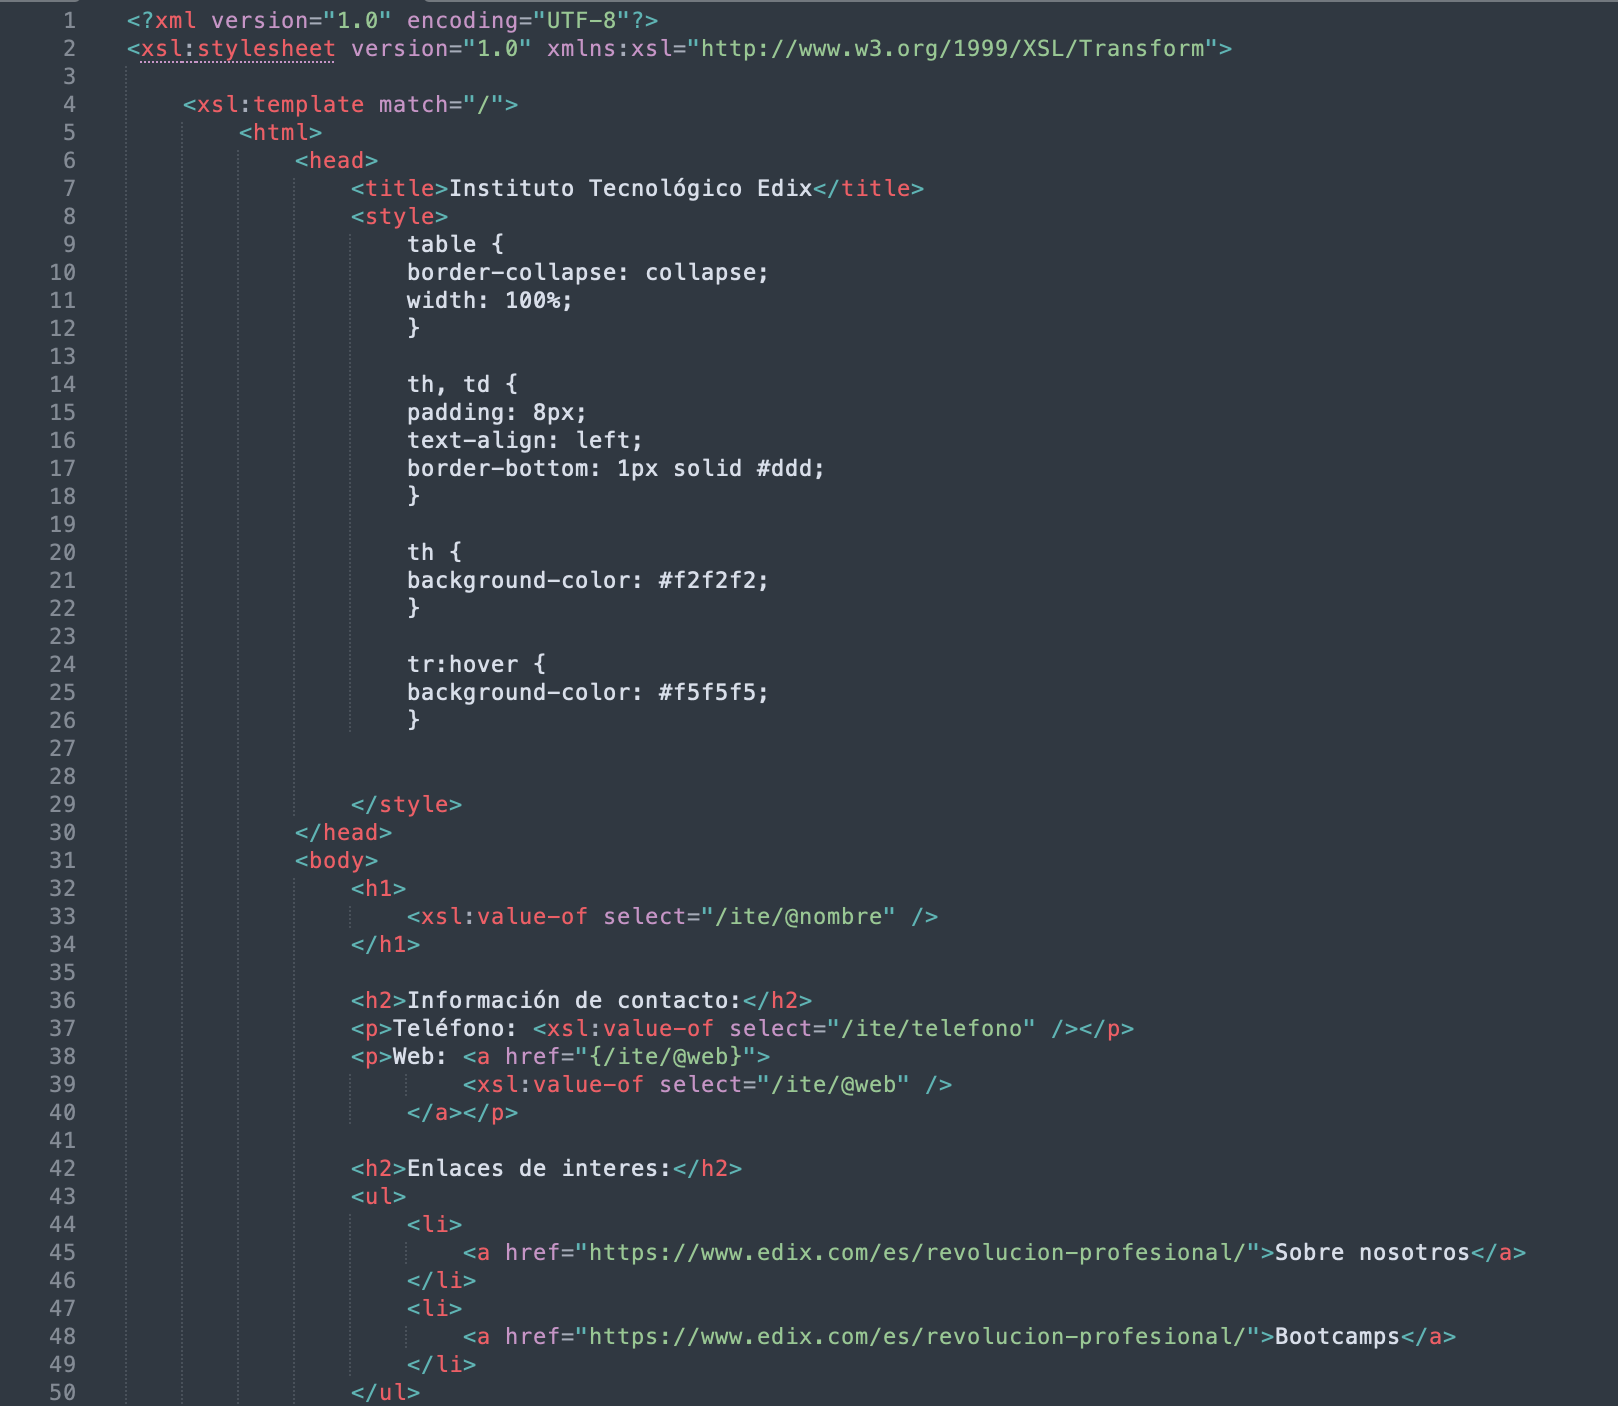 1 <?xml version="1.0" encoding="UTF-8"?>
2 <xsl:stylesheet version="1.0" xmlns:xsl="http://www.w3.org/1999/XSL/Transform">
3
4 <xsl:template match="/">
5 <html>
6 <head>
7 <title>Instituto Tecnológico Edix</title>
8 <style>
9 table {
10 border-collapse: collapse;
11 width: 100%;
12 }
13
14 th, td {
15 padding: 8px;
16 text-align: left;
17 border-bottom: 1px solid #ddd;
18 }
19
20 th {
21 background-color: #f2f2f2;
22 }
23
24 tr:hover {
25 background-color: #f5f5f5;
26 }
27
28
29 </style>
30 </head>
31 <body>
32 <h1>
33 <xsl:value-of select="/ite/@nombre" />
34 </h1>
35
36 <h2>Información de contacto:</h2>
37 <p>Teléfono: <xsl:value-of select="/ite/telefono" /></p>
38 <p>Web: <a href="{/ite/@web}">
39 <xsl:value-of select="/ite/@web" />
40 </a></p>
41
42 <h2>Enlaces de interes:</h2>
43 <ul>
44 <li>
45 <a href="https://www.edix.com/es/revolucion-profesional/">Sobre nosotros</a>
46 </li>
47 <li>
48 <a href="https://www.edix.com/es/revolucion-profesional/">Bootcamps</a>
49 </li>
50 </ul>